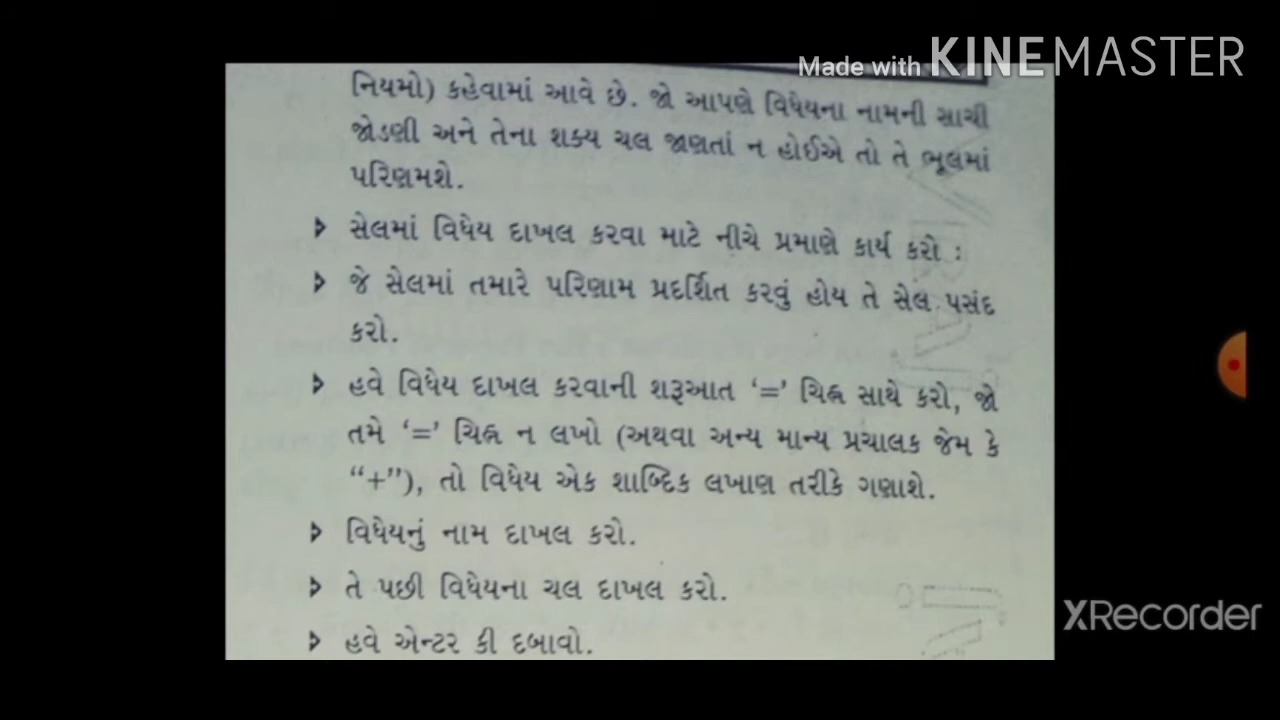 Made with KINEMASTER
નિયમો) કહેવામાં આવે છે. જો આપણે વિધેયના નામની સાચી
જોડણી અને તેના શક્ય ચલ જાણતાં ન હોઈએ તો તે ભૂલમાં
પરિણમશે.
સેલમાં વિધેય દાખલ કરવા માટે નીચે પ્રમાણે કાર્ય કરો :
જે સેલમાં તમારે પરિણામ પ્રદર્શિત કરવું હોય તે સેલ પસંદ
કરો.
હવે વિધેય દાખલ કરવાની શરૂઆત ‘=’ ચિહ્ન સાથે કરો, જો
તમે ‘=’ ચિહ્ન ન લખો (અથવા અન્ય માન્ય પ્રચાલક જેમ કે
“+”), તો વિધેય એક શાબ્દિક લખાણ તરીકે ગણાશે.
વિધેયનું નામ દાખલ કરો.
તે પછી વિધેયના ચલ દાખલ કરો.
હવે એન્ટર કી દબાવો.
XRecorder